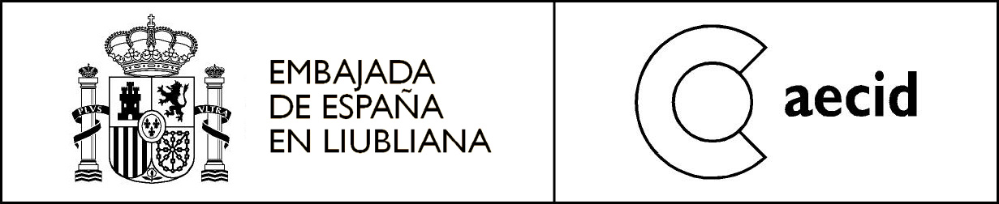 PLVS
VLTRA
EMBAJADA
DE ESPAÑA
EN LIUBLIANA
aecid